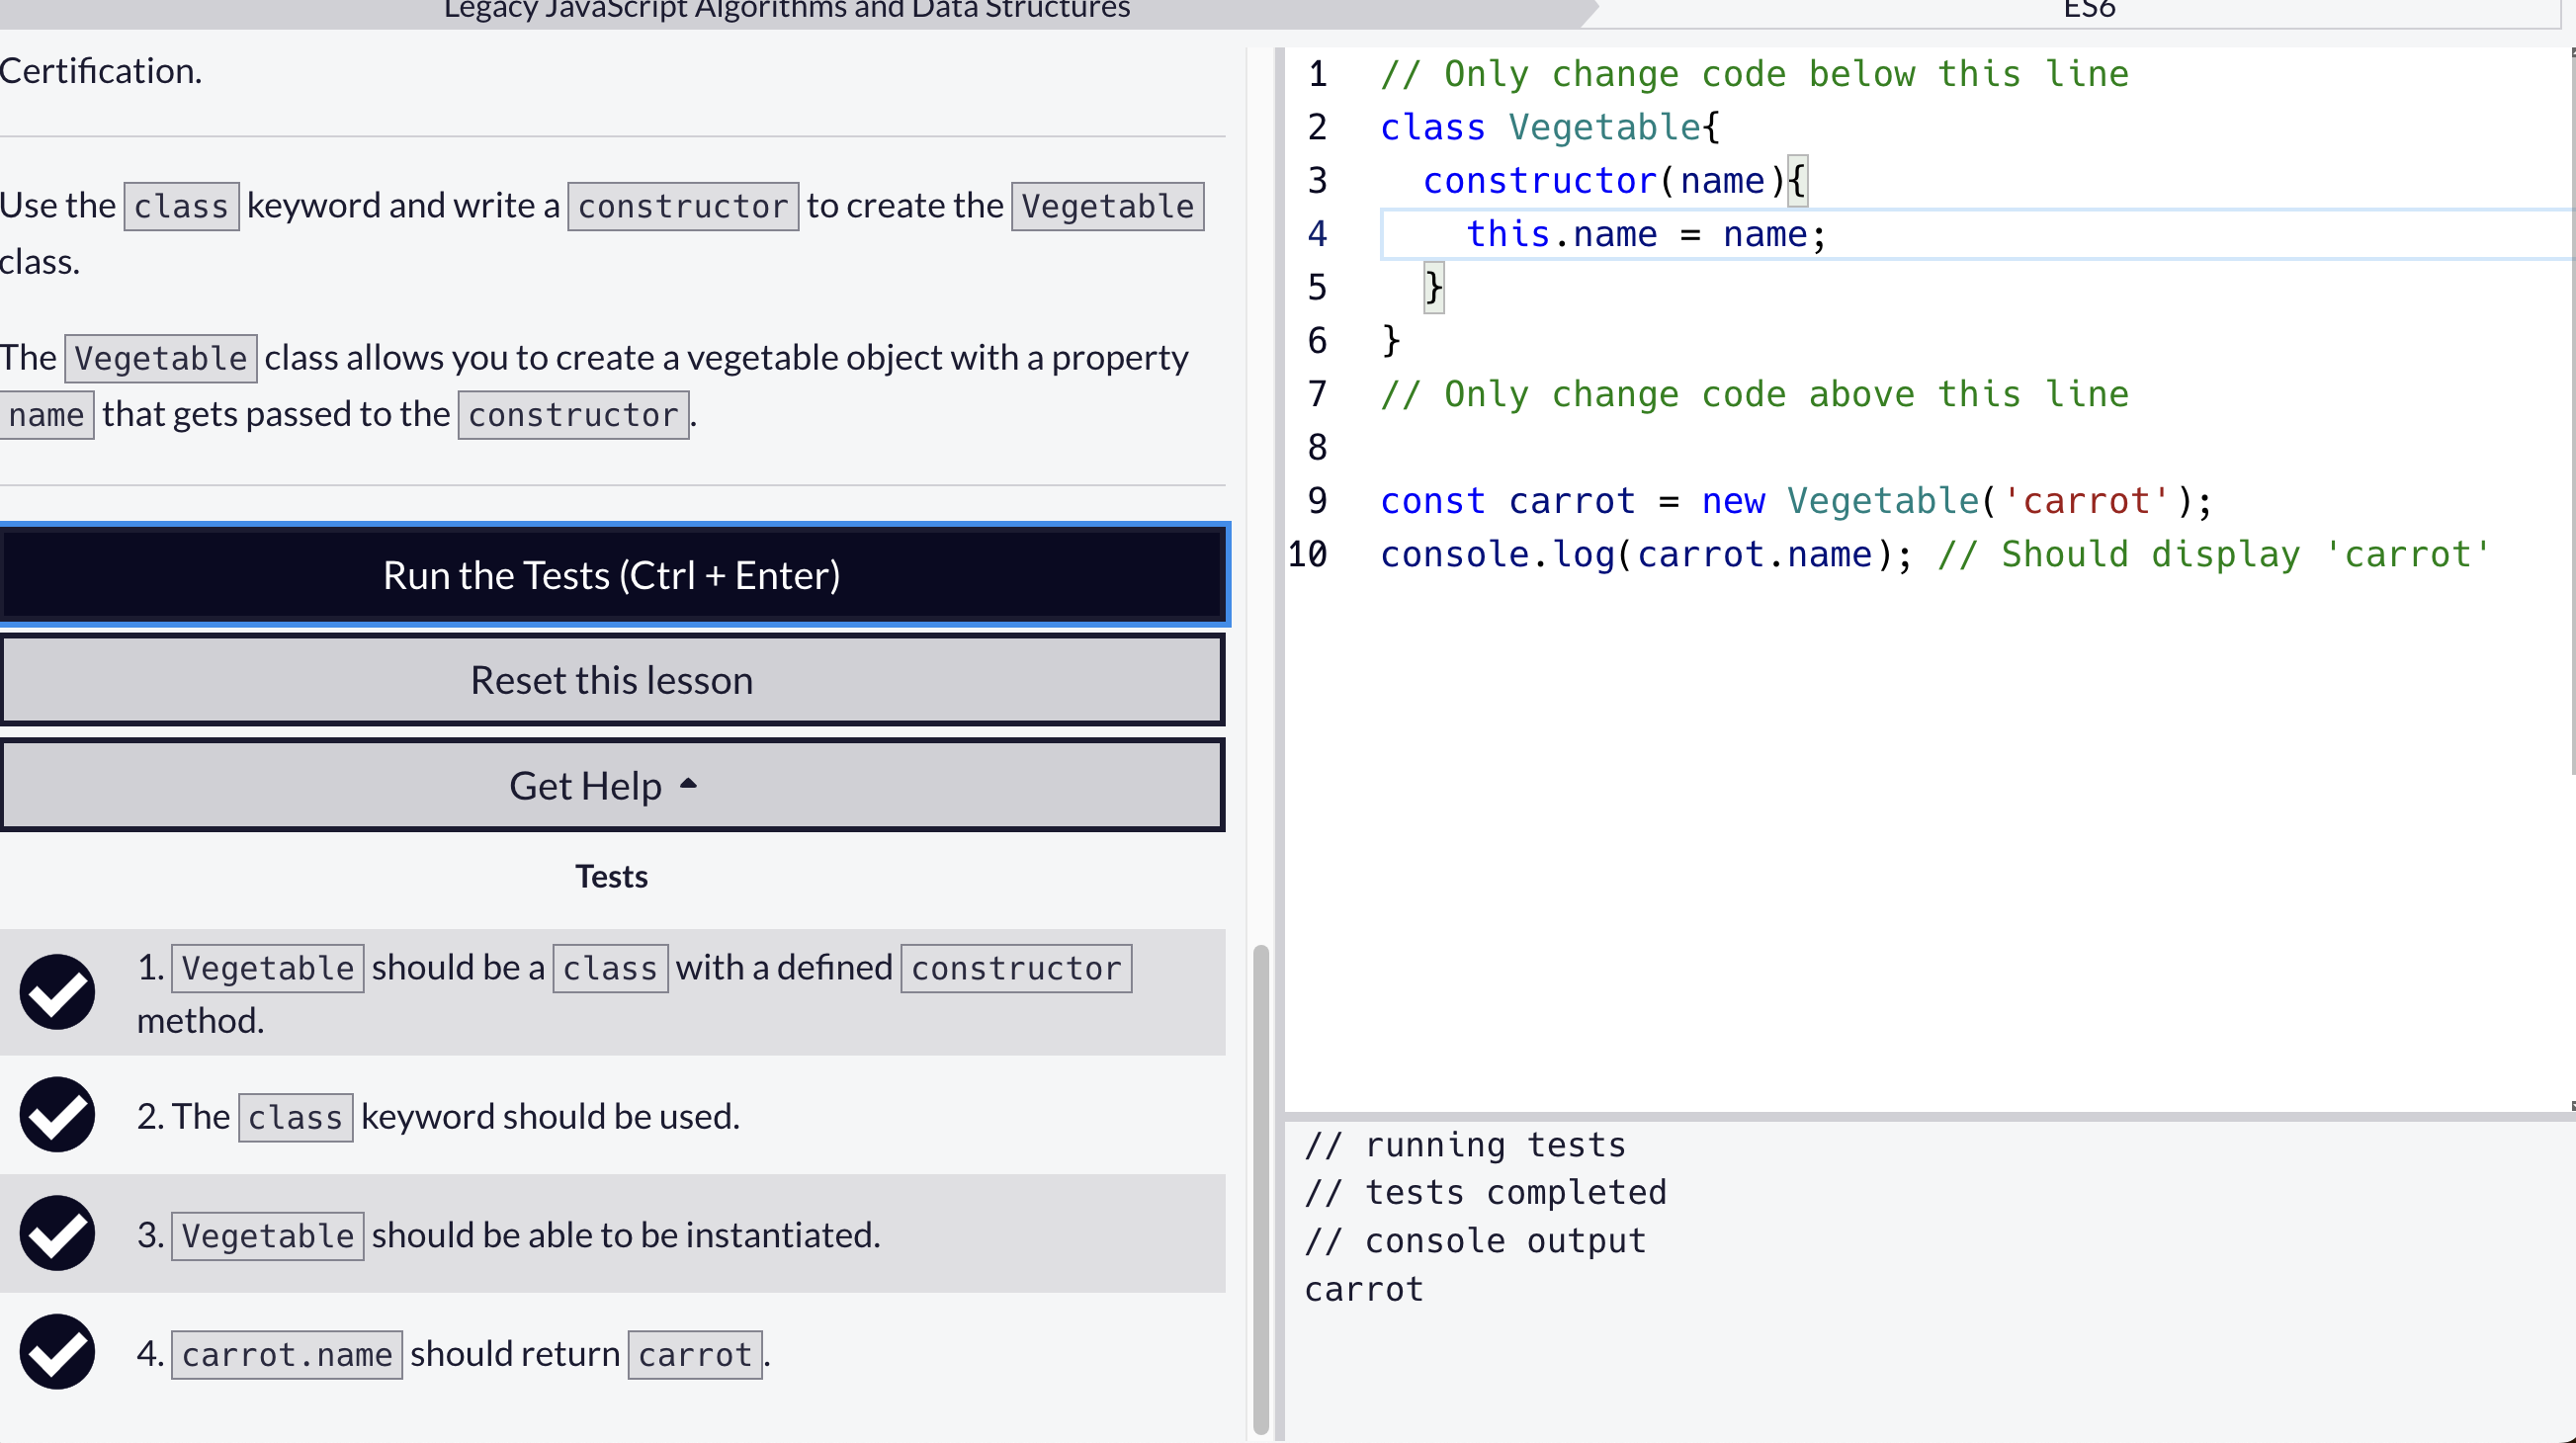 Legacy JavaScript Algorithms and Data Structures
ES6
Certification.
Use the class keyword and write a constructor to create the Vegetable
class.
The Vegetable class allows you to create a vegetable object with a property
name that gets passed to the constructor.
Run the Tests (Ctrl + Enter)
Reset this lesson
Get Help
Tests
1. Vegetable should be a class with a defined constructor
method.
2. The class keyword should be used.
3. Vegetable should be able to be instantiated.
4. carrot.name should return carrot.
1 // Only change code below this line
2 class Vegetable{
3   constructor(name){
4     this.name = name;
5   }
6 }
7 // Only change code above this line
8
9 const carrot = new Vegetable('carrot');
10 console.log(carrot.name); // Should display 'carrot'
// running tests
// tests completed
// console output
carrot